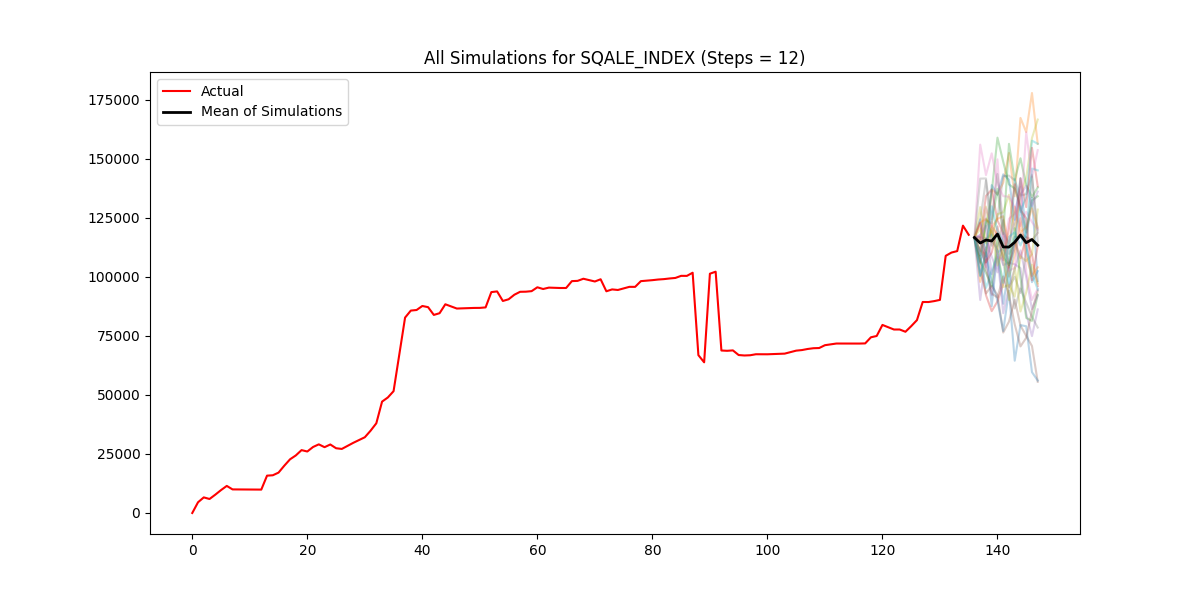 All Simulations for SQALE_INDEX (Steps = 12)
Actual
Mean of Simulations
175000
150000
125000
100000
75000
50000
25000
0
0 20 40 60 80 100 120 140